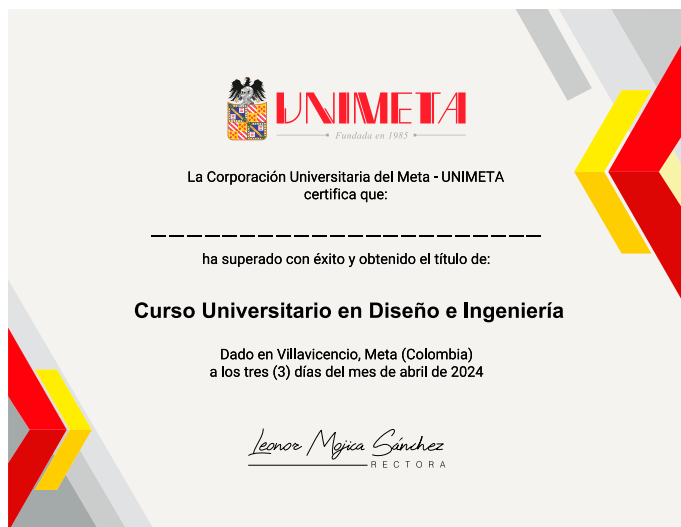 UNIMETA
Fundada en 1985
La Corporación Universitaria del Meta - UNIMETA
certifica que:
ha superado con éxito y obtenido el título de:
Curso Universitario en Diseño e Ingeniería
Dado en Villavicencio, Meta (Colombia)
a los tres (3) días del mes de abril de 2024
Leonor Mojica Sánchez
RECTORA